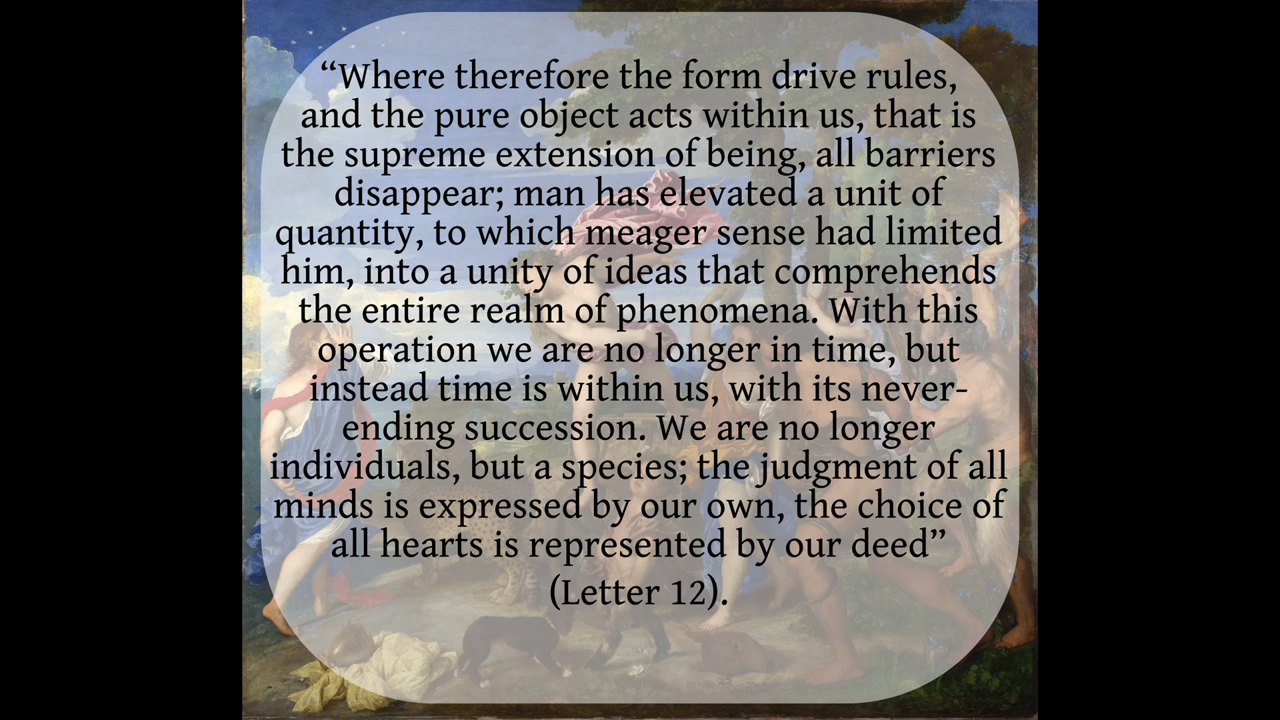 “Where therefore the form drive rules,
and the pure object acts within us, that is
the supreme extension of being, all barriers
disappear; man has elevated a unit of
quantity, to which meager sense had limited
him, into a unity of ideas that comprehends
the entire realm of phenomena. With this
operation we are no longer in time, but
instead time is within us, with its never-
ending succession. We are no longer
individuals, but a species; the judgment of all
minds is expressed by our own, the choice of
all hearts is represented by our deed”
(Letter 12).